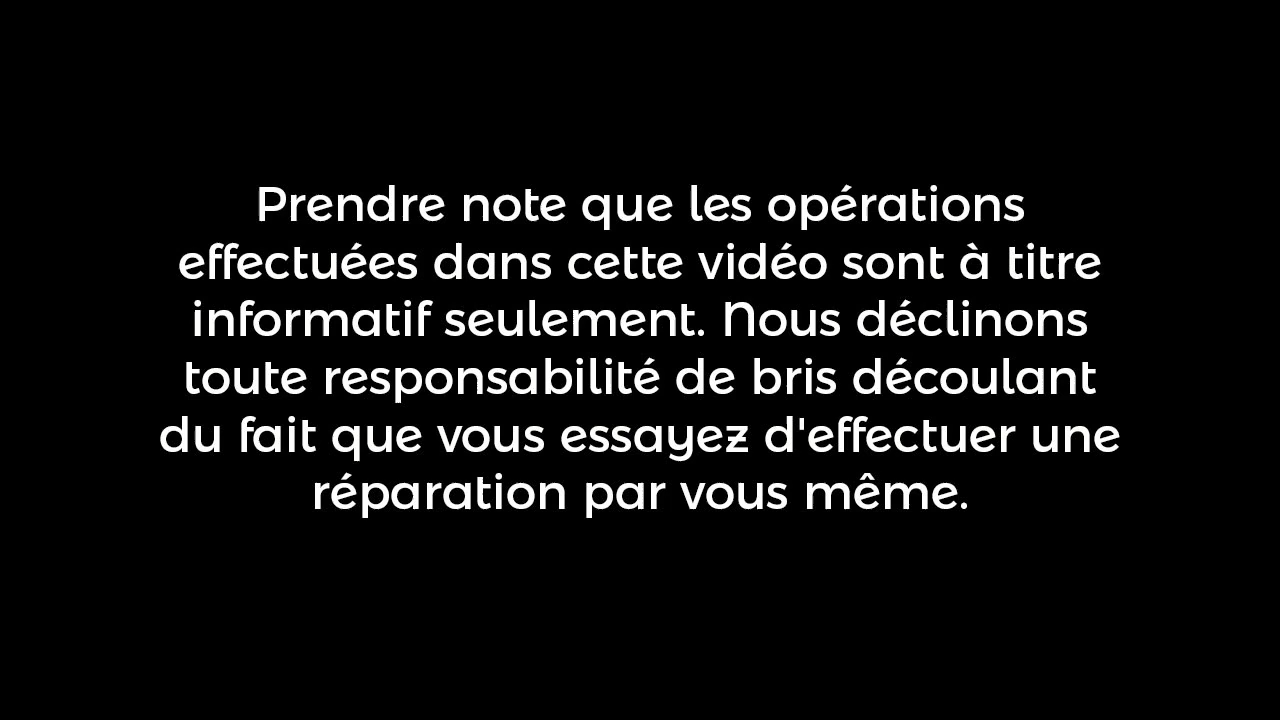 Prendre note que les opérations
effectuées dans cette vidéo sont à titre
informatif seulement. Nous déclinons
toute responsabilité de bris découlant
du fait que vous essayez d'effectuer une
réparation par vous même.